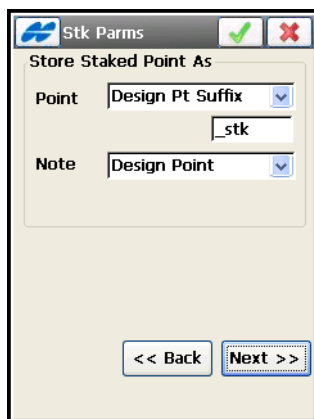 Stk Parms
Store Staked Point As
Point Design Pt Suffix
_stk
Note Design Point
<< Back Next >>